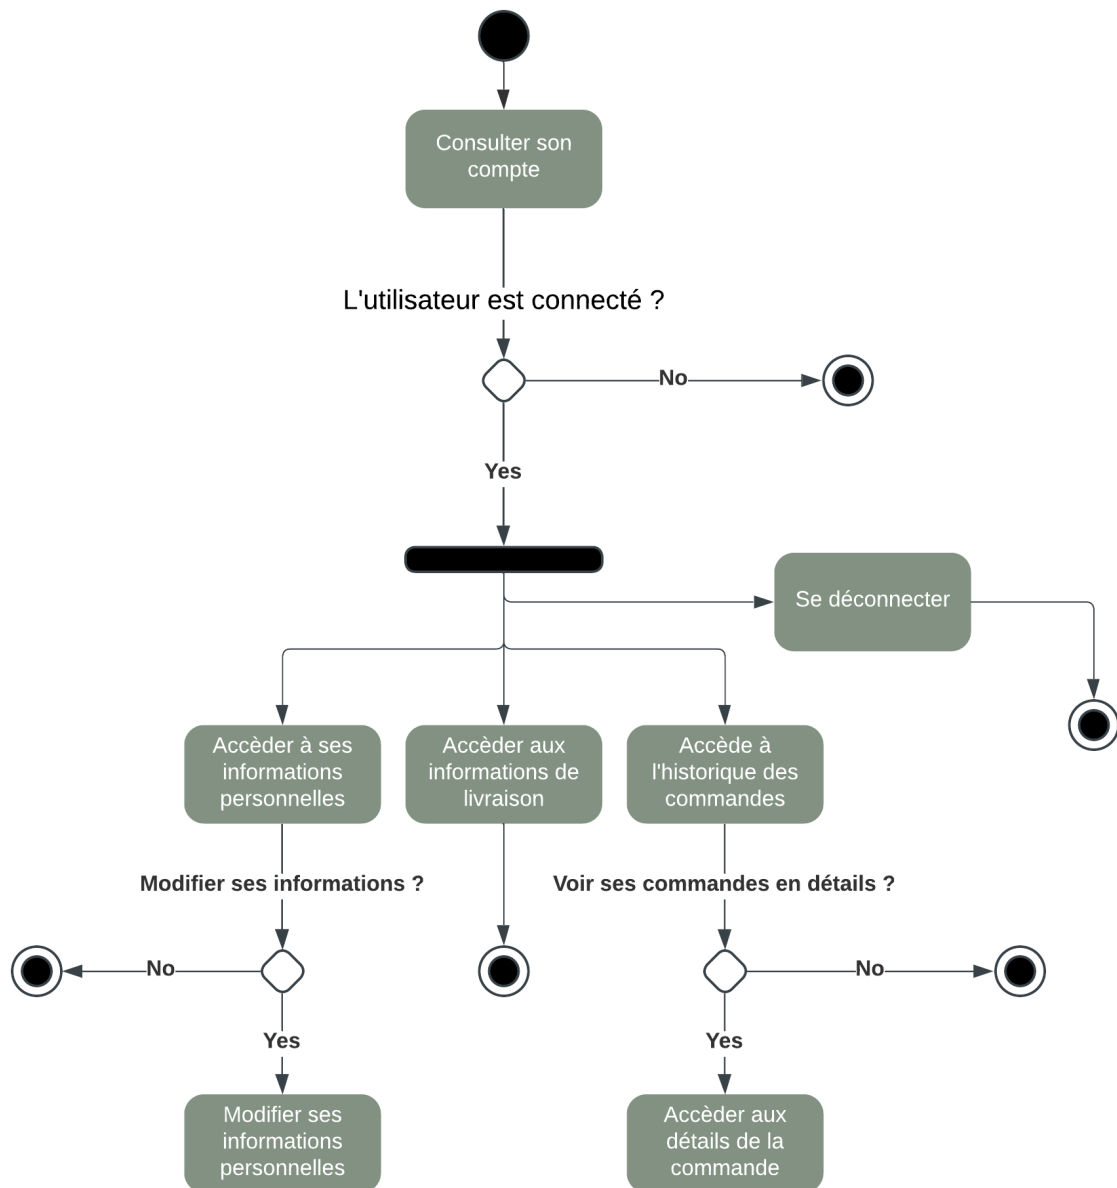 Consulter son
compte
L'utilisateur est connecté ?
No
Yes
Se déconnecter
Accèder à ses
informations
personnelles
Accèder aux
informations de
livraison
Accède à
l'historique des
commandes
Modifier ses informations ?
Voir ses commandes en détails ?
No
No
Yes
Yes
Modifier ses
informations
personnelles
Accèder aux
détails de la
commande